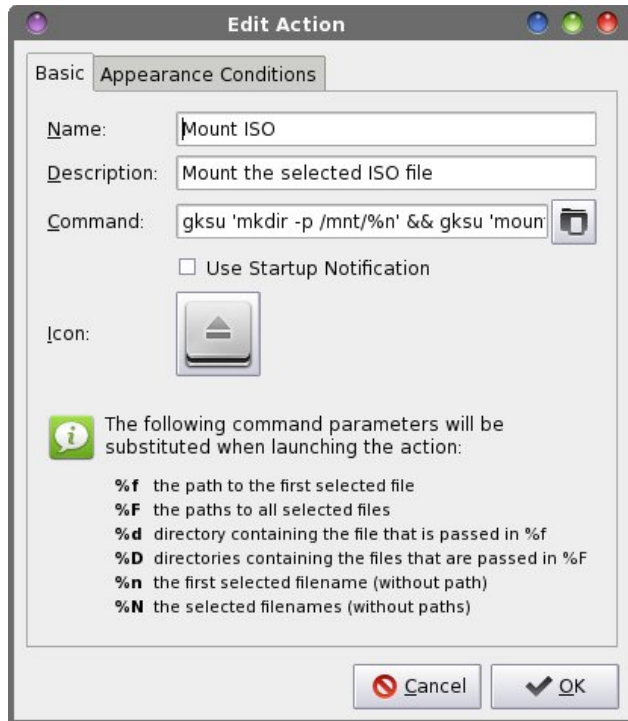 Edit Action
Basic Appearance Conditions
Name: Mount ISO
Description: Mount the selected ISO file
Command: gksu 'mkdir -p /mnt/%n' && gksu 'moun
Use Startup Notification
Icon:
The following command parameters will be
substituted when launching the action:
%f the path to the first selected file
%F the paths to all selected files
%d directory containing the file that is passed in %f
%D directories containing the files that are passed in %F
%n the first selected filename (without path)
%N the selected filenames (without paths)
Cancel OK